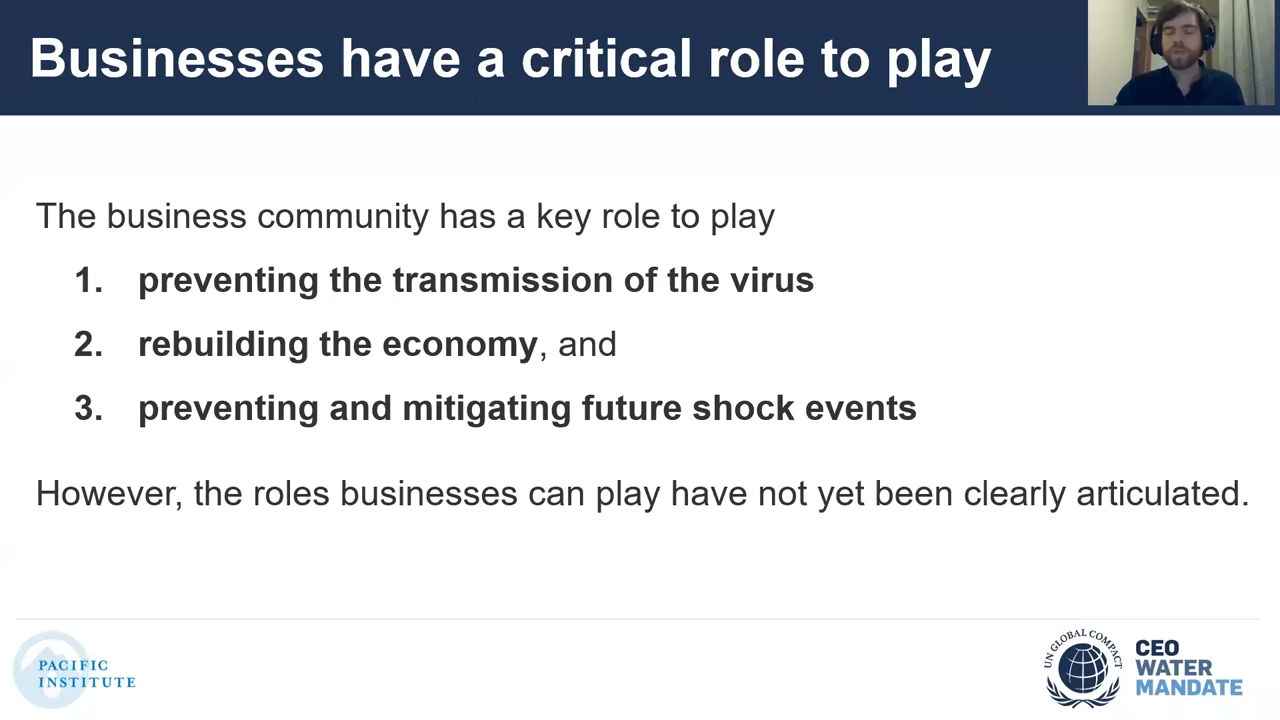 Businesses have a critical role to play
The business community has a key role to play
1. preventing the transmission of the virus
2. rebuilding the economy, and
3. preventing and mitigating future shock events
However, the roles businesses can play have not yet been clearly articulated.
PACIFIC
INSTITUTE
UN GLOBAL COMPACT
CEO
WATER
MANDATE